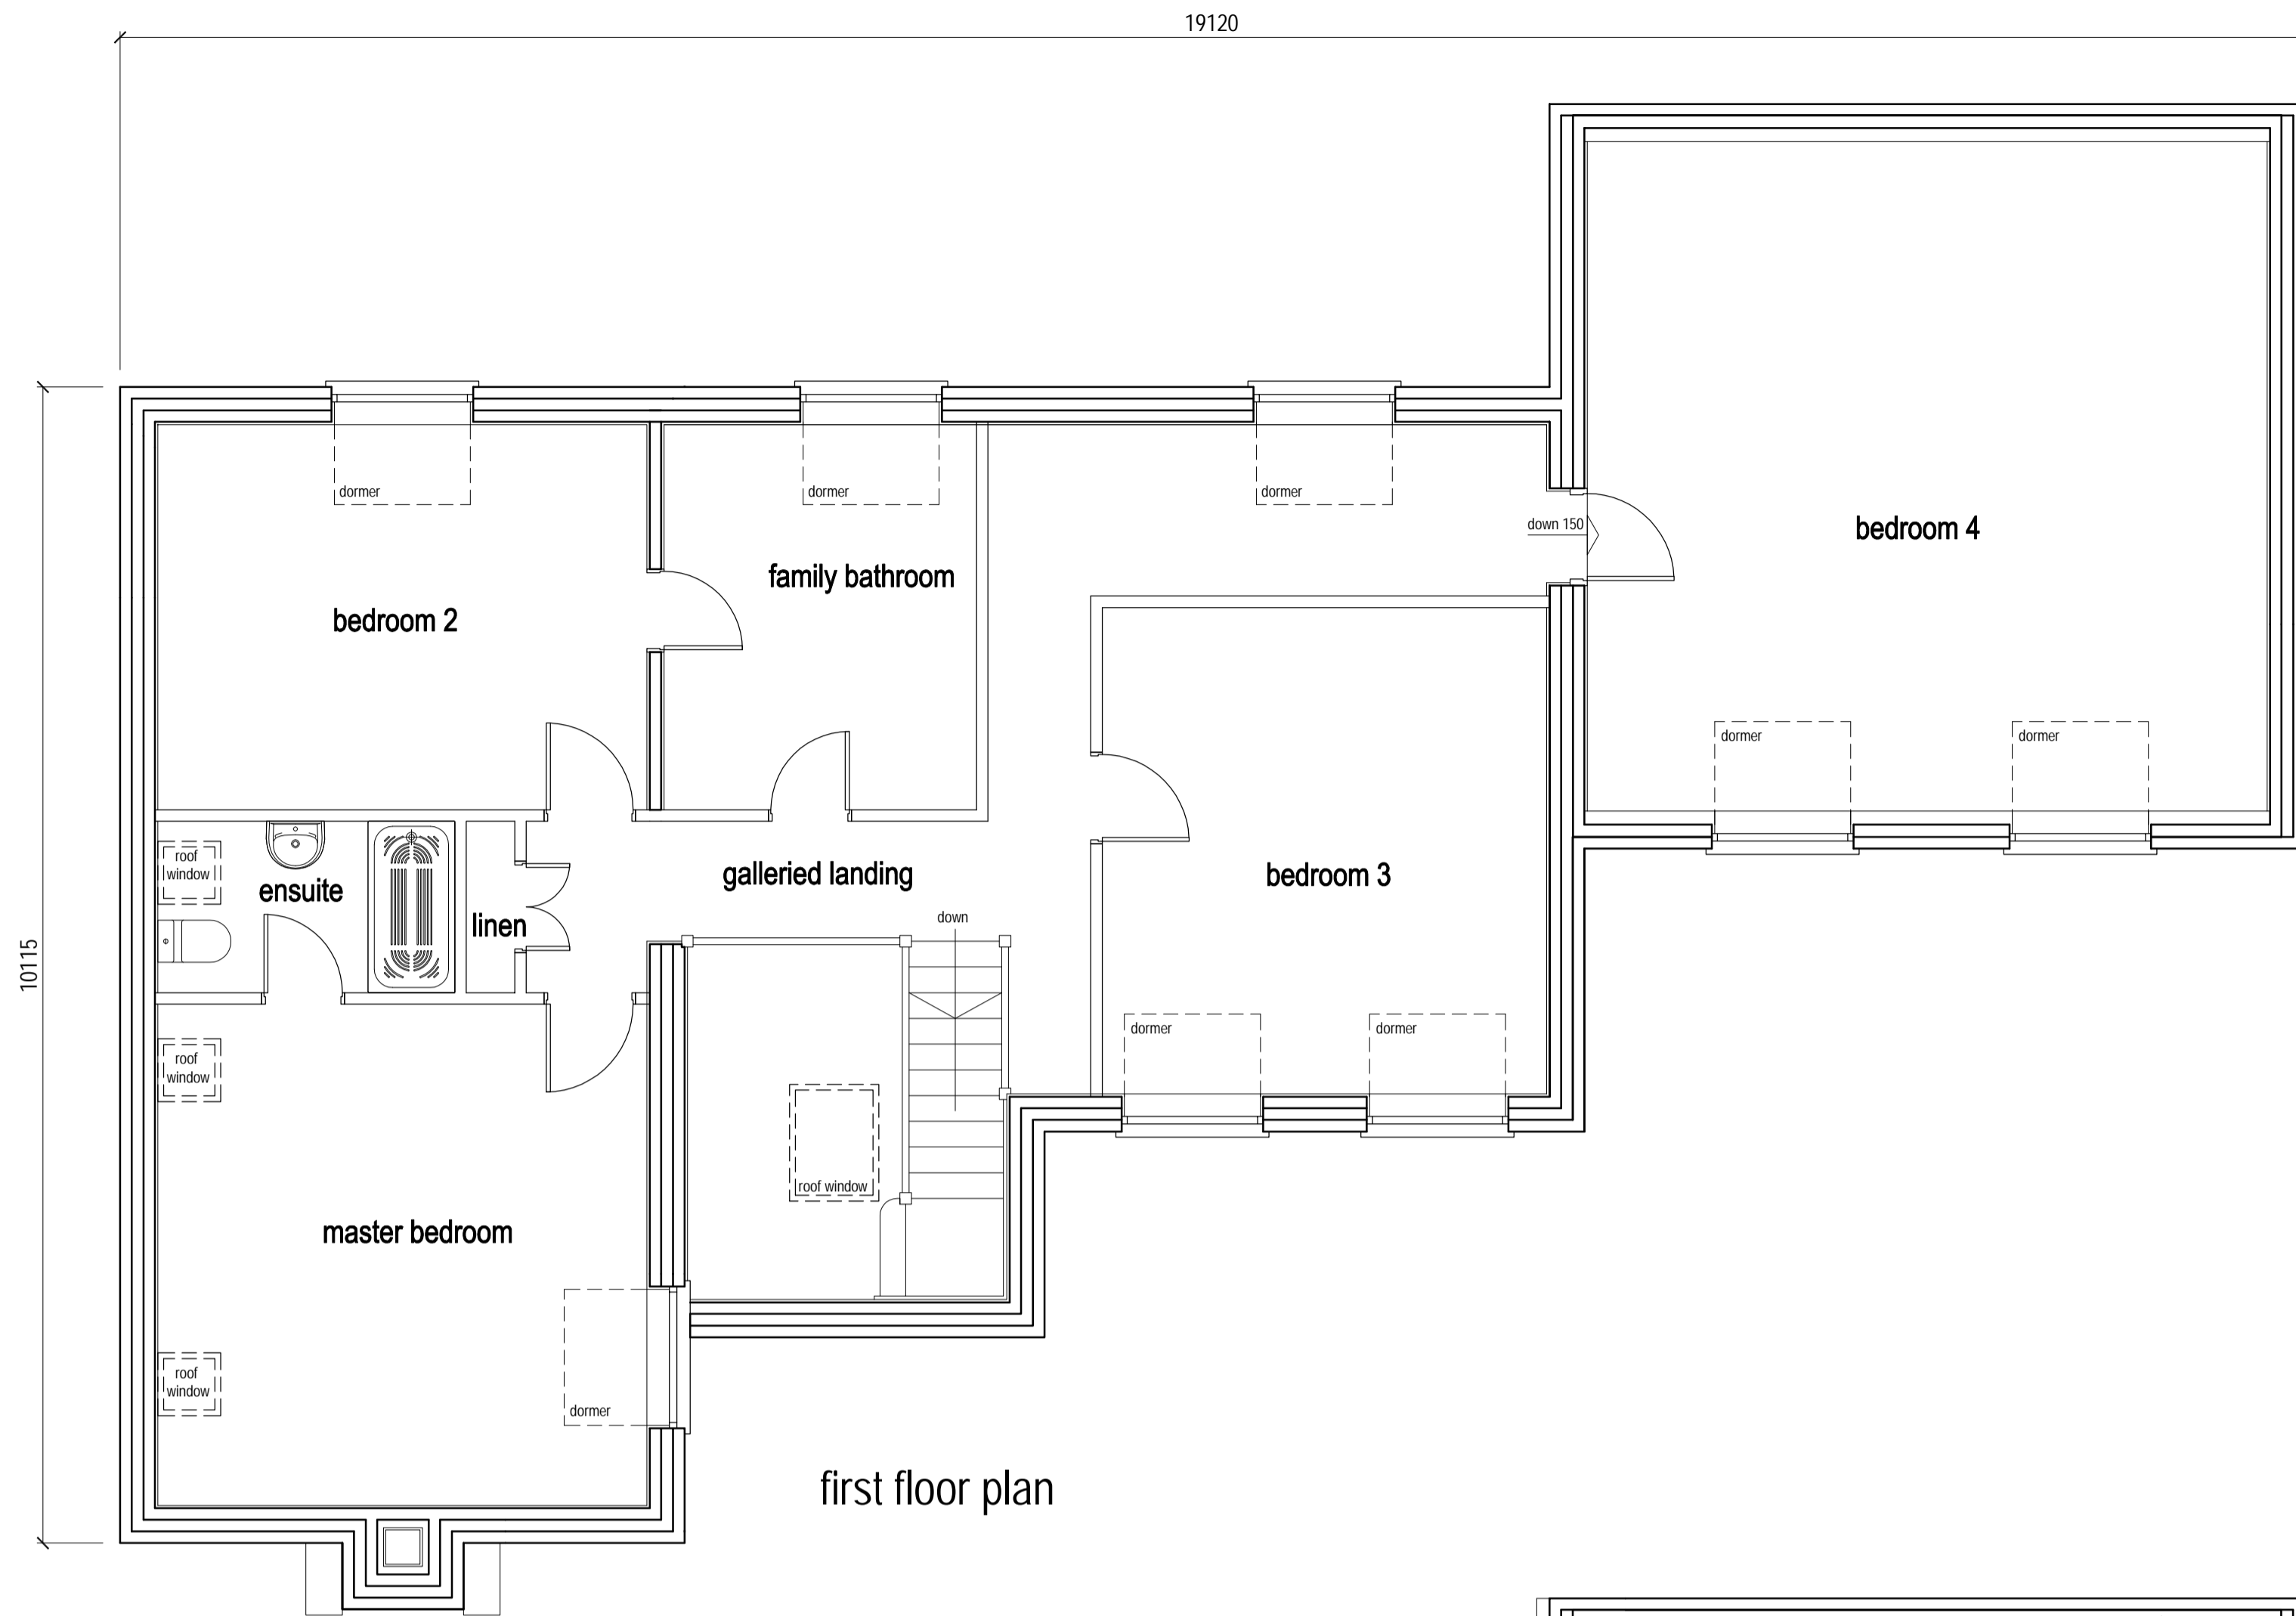 19120
dormer
dormer
dormer
down 150
bedroom 4
family bathroom
bedroom 2
dormer
dormer
roof
window
ensuite
linen
galleried landing
bedroom 3
down
10115
dormer
dormer
roof
window
roof window
master bedroom
roof
window
dormer
first floor plan